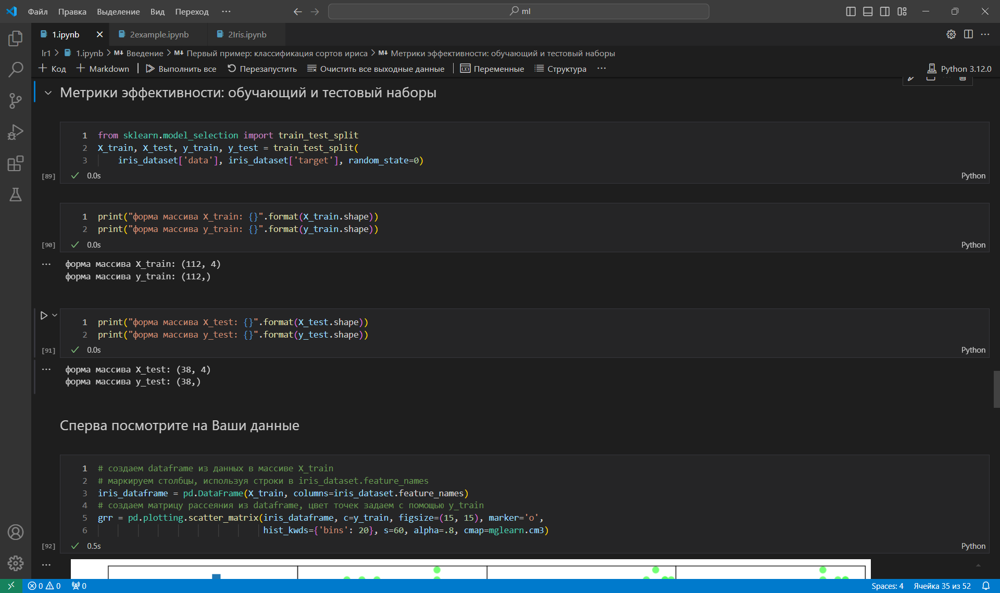 Файл Правка Выделение Вид Переход ··· ml
1.ipynb 2example.ipynb 2Iris.ipynb
lr1 > 1.ipynb > M↓ Введение > M↓ Первый пример: классификация сортов ириса > M↓ Метрики эффективности: обучающий и тестовый наборы
+ Код + Markdown | Выполнить все Перезапустить Очистить все выходные данные | Переменные Структура ··· Python 3.12.0
Метрики эффективности: обучающий и тестовый наборы
1 from sklearn.model_selection import train_test_split
2 X_train, X_test, y_train, y_test = train_test_split(
3 iris_dataset['data'], iris_dataset['target'], random_state=0)
[89] 0.0s Python
1 print("форма массива X_train: {}".format(X_train.shape))
2 print("форма массива y_train: {}".format(y_train.shape))
[90] 0.0s Python
форма массива X_train: (112, 4)
форма массива y_train: (112,)
1 print("форма массива X_test: {}".format(X_test.shape))
2 print("форма массива y_test: {}".format(y_test.shape))
[91] 0.0s Python
форма массива X_test: (38, 4)
форма массива y_test: (38,)
Сперва посмотрите на Ваши данные
1 # создаем dataframe из данных в массиве X_train
2 # маркируем столбцы, используя строки в iris_dataset.feature_names
3 iris_dataframe = pd.DataFrame(X_train, columns=iris_dataset.feature_names)
4 # создаем матрицу рассеяния из dataframe, цвет точек задаем с помощью y_train
5 grr = pd.plotting.scatter_matrix(iris_dataframe, c=y_train, figsize=(15, 15), marker='o',
6 hist_kwds={'bins': 20}, s=60, alpha=.8, cmap=mglearn.cm3)
[92] 0.5s Python
0 0 0 Spaces: 4 Ячейка 35 из 52